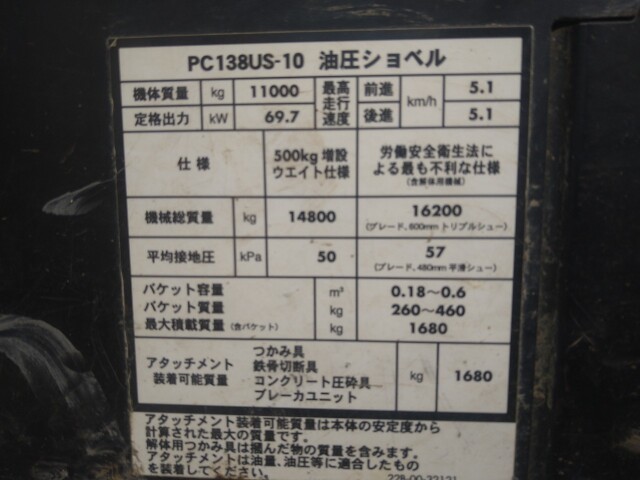 PC138US-10 油圧ショベル
機体質量 kg 11000 最高走行速度 前進 km/h 5.1
定格出力 kW 69.7 後進 5.1
仕様 500kg 増設ウエイト仕様 労働安全衛生法による最も不利な仕様 (含解体用機械)
機械総質量 kg 14800 16200 (ブレード、600mm トリプルシュー)
平均接地圧 kPa 50 57 (ブレード、480mm 平滑シュー)
バケット容量 m³ 0.18〜0.6
バケット質量 kg 260〜460
最大積載質量 (含バケット) kg 1680
アタッチメント装着可能質量 つかみ具 鉄骨切断具 コンクリート圧砕具 ブレーカユニット kg 1680
アタッチメント装着可能質量は本体の安定度から
計算された最大の質量です。
解体用つかみ具は掴んだ物の質量を含みます。
アタッチメントは油量、油圧等に適合したもの
を装着してください。